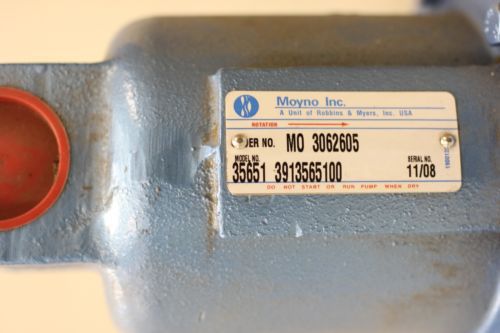 Moyno Inc.
A Unit of Robbins & Myers, Inc. USA
ROTATION
DER NO. MO 3062605
MODEL NO. SERIAL NO.
35651 3913565100 11/08
DO NOT START OR RUN PUMP WHEN DRY